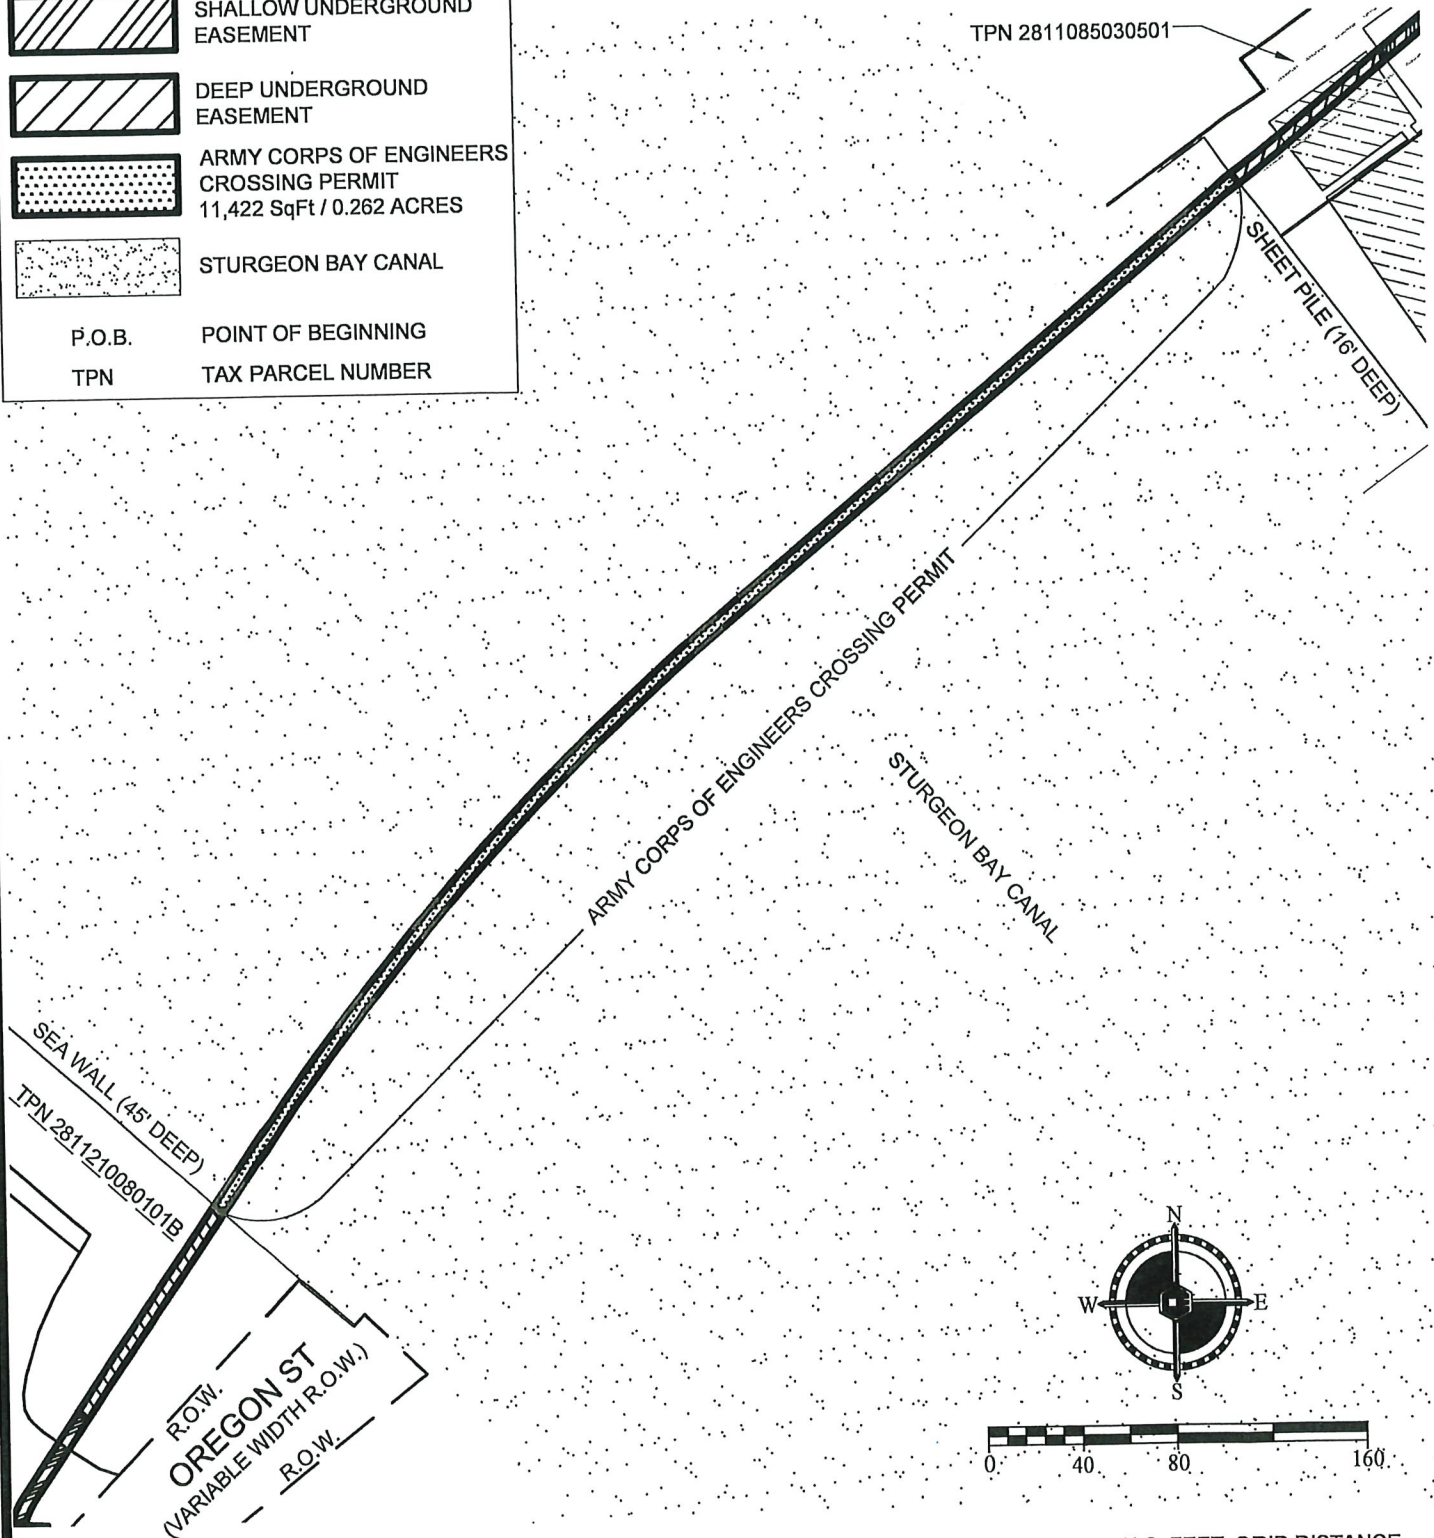 SHALLOW UNDERGROUND
EASEMENT
DEEP UNDERGROUND
EASEMENT
ARMY CORPS OF ENGINEERS
CROSSING PERMIT
11,422 SqFt / 0.262 ACRES
STURGEON BAY CANAL
P.O.B. POINT OF BEGINNING
TPN TAX PARCEL NUMBER
TPN 2811085030501
SHEET PILE (16' DEEP)
ARMY CORPS OF ENGINEERS CROSSING PERMIT
STURGEON BAY CANAL
SEA WALL (45' DEEP)
TPN 2811210080101B
R.O.W.
OREGON ST
(VARIABLE WIDTH R.O.W.)
R.O.W.
N
W E
S
0 40 80 160